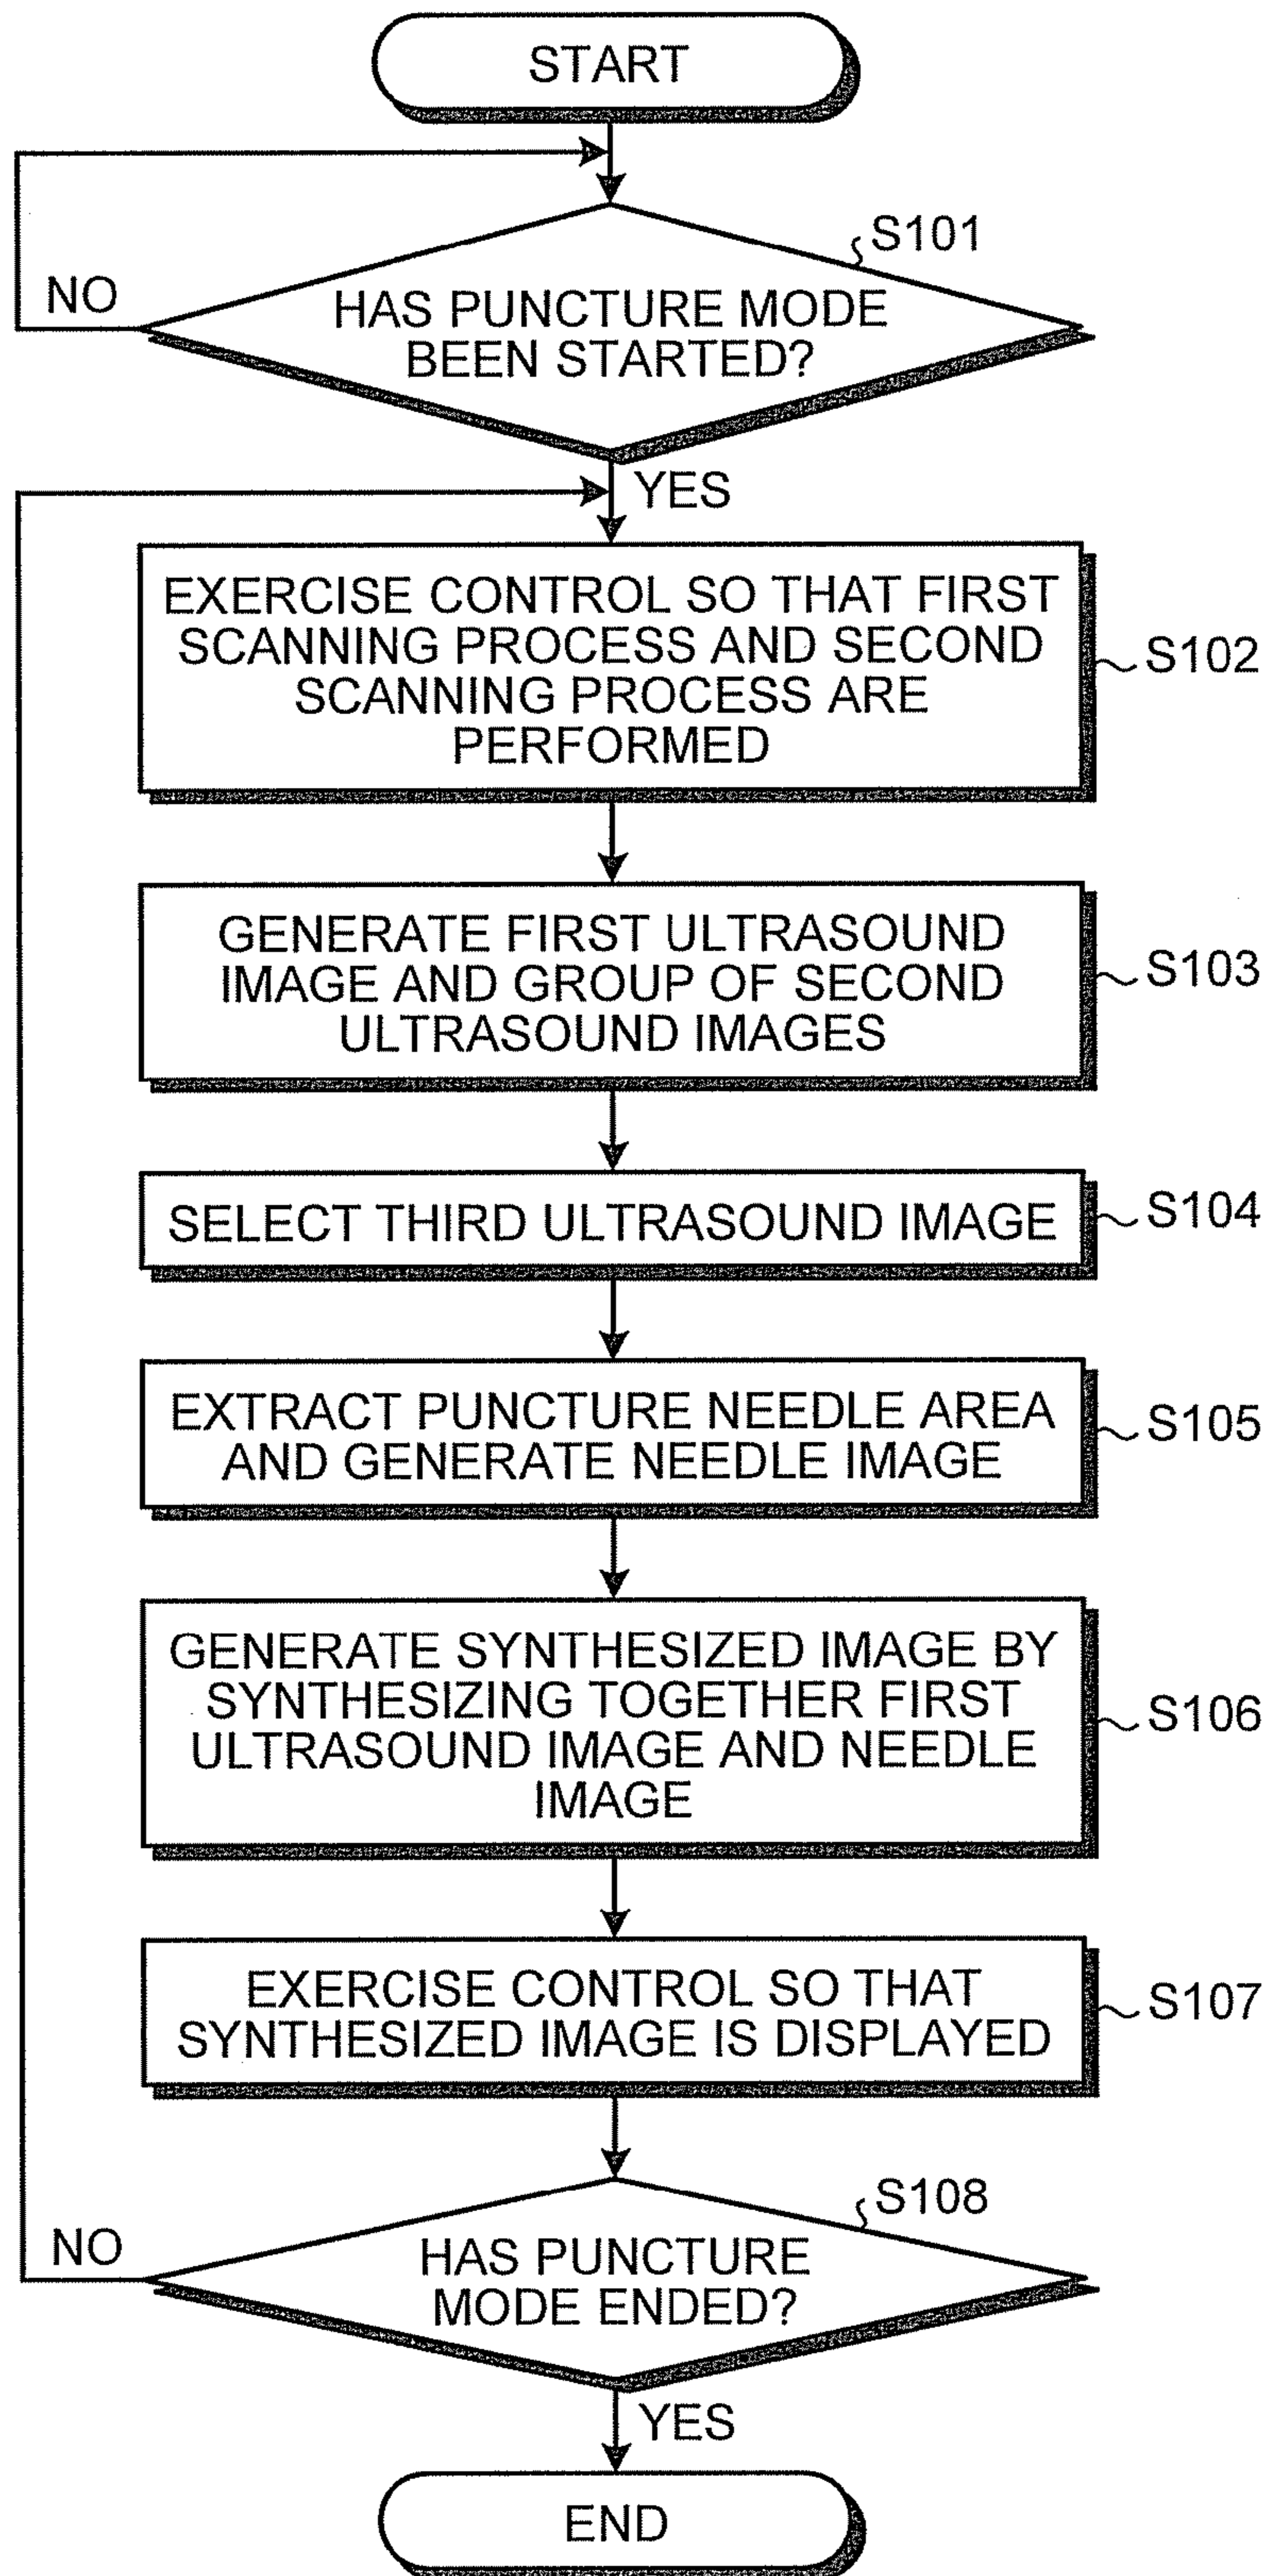 START
S101
NO
HAS PUNCTURE MODE
BEEN STARTED?
YES
EXERCISE CONTROL SO THAT FIRST
SCANNING PROCESS AND SECOND
SCANNING PROCESS ARE
PERFORMED
S102
GENERATE FIRST ULTRASOUND
IMAGE AND GROUP OF SECOND
ULTRASOUND IMAGES
S103
SELECT THIRD ULTRASOUND IMAGE
S104
EXTRACT PUNCTURE NEEDLE AREA
AND GENERATE NEEDLE IMAGE
S105
GENERATE SYNTHESIZED IMAGE BY
SYNTHESIZING TOGETHER FIRST
ULTRASOUND IMAGE AND NEEDLE
IMAGE
S106
EXERCISE CONTROL SO THAT
SYNTHESIZED IMAGE IS DISPLAYED
S107
S108
NO
HAS PUNCTURE
MODE ENDED?
YES
END